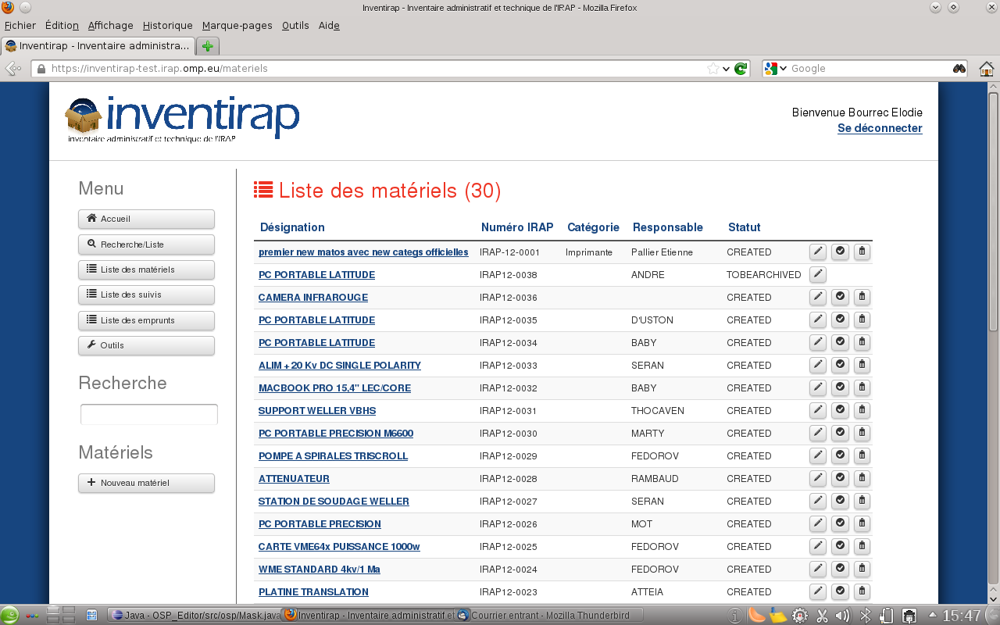 Inventirap - Inventaire administratif et technique de l'IRAP - Mozilla Firefox
Fichier Édition Affichage Historique Marque-pages Outils Aide
Inventirap - Inventaire administra...
https://inventirap-test.irap.omp.eu/materiels Google
inventirap
inventaire administratif et technique de l'IRAP
Bienvenue Bourrec Elodie
Se déconnecter
Menu
Accueil
Recherche/Liste
Liste des matériels
Liste des suivis
Liste des emprunts
Outils
Recherche
Matériels
Nouveau matériel
Liste des matériels (30)
Désignation Numéro IRAP Catégorie Responsable Statut
premier new matos avec new categs officielles IRAP-12-0001 Imprimante Pallier Etienne CREATED
PC PORTABLE LATITUDE IRAP12-0038 ANDRE TOBEARCHIVED
CAMERA INFRAROUGE IRAP12-0036 CREATED
PC PORTABLE LATITUDE IRAP12-0035 D'USTON CREATED
PC PORTABLE LATITUDE IRAP12-0034 BABY CREATED
ALIM + 20 Kv DC SINGLE POLARITY IRAP12-0033 SERAN CREATED
MACBOOK PRO 15,4" LEC/CORE IRAP12-0032 BABY CREATED
SUPPORT WELLER VBHS IRAP12-0031 THOCAVEN CREATED
PC PORTABLE PRECISION M6600 IRAP12-0030 MARTY CREATED
POMPE A SPIRALES TRISCROLL IRAP12-0029 FEDOROV CREATED
ATTENUATEUR IRAP12-0028 RAMBAUD CREATED
STATION DE SOUDAGE WELLER IRAP12-0027 SERAN CREATED
PC PORTABLE PRECISION IRAP12-0026 MOT CREATED
CARTE VME64x PUISSANCE 1000w IRAP12-0025 FEDOROV CREATED
WME STANDARD 4kv/1 Ma IRAP12-0024 FEDOROV CREATED
PLATINE TRANSLATION IRAP12-0023 ATTEIA CREATED
Java - OSP_Editor/src/osp/Mask.java Inventirap - Inventaire administratif et Courrier entrant - Mozilla Thunderbird 15:47